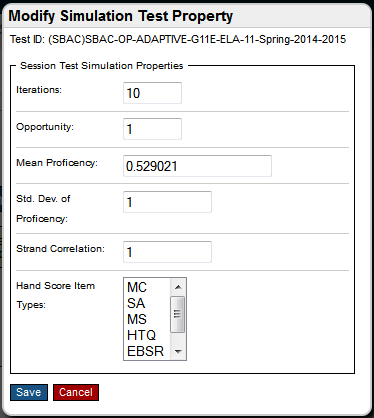 Modify Simulation Test Property
Test ID: (SBAC)SBAC-OP-ADAPTIVE-G11E-ELA-11-Spring-2014-2015
Session Test Simulation Properties
Iterations: 10
Opportunity: 1
Mean Proficency: 0.529021
Std. Dev. of
Proficency: 1
Strand Correlation: 1
Hand Score Item
Types:
MC
SA
MS
HTQ
EBSR
Save Cancel